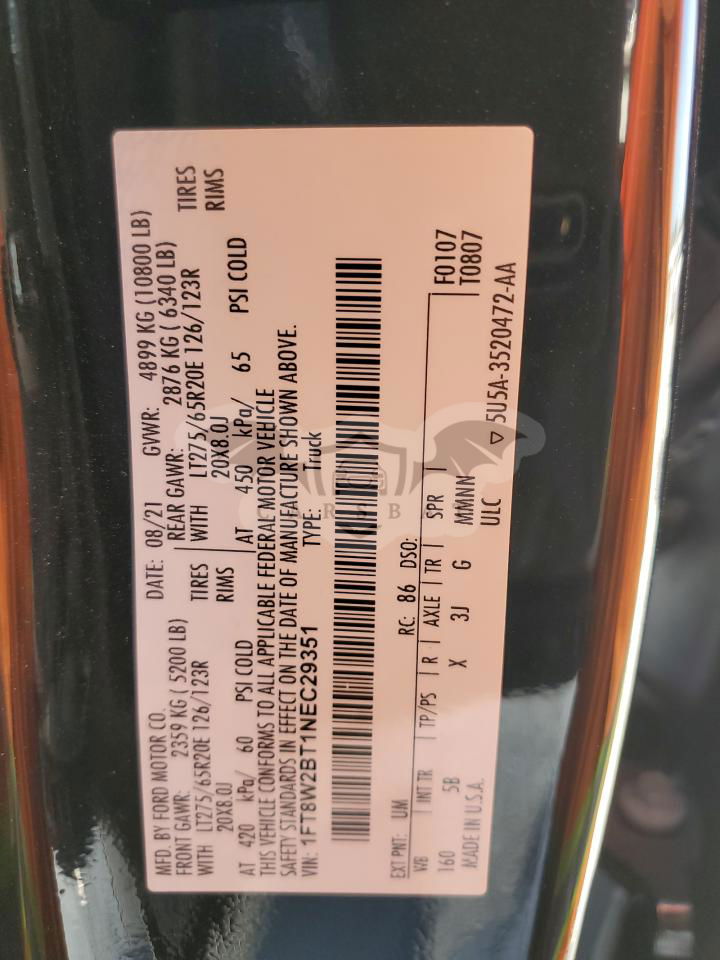 MFD. BY FORD MOTOR CO.
DATE: 08/21 GVWR: 4899 KG (10800 LB)
FRONT GAWR: 2359 KG ( 5200 LB)
REAR GAWR: 2876 KG ( 6340 LB)
WITH LT275/65R20E 126/123R TIRES
WITH LT275/65R20E 126/123R TIRES
20X8.0J RIMS
20X8.0J RIMS
AT 420 kPa/ 60 PSI COLD
AT 450 kPa/ 65 PSI COLD
THIS VEHICLE CONFORMS TO ALL APPLICABLE FEDERAL MOTOR VEHICLE
SAFETY STANDARDS IN EFFECT ON THE DATE OF MANUFACTURE SHOWN ABOVE.
VIN: 1FT8W2BT1NEC29351 TYPE: Truck
EXT PNT: UM RC: 86 DSO: F0107
WB INT TR TP/PS R AXLE TR SPR T0807
160 5B X 3J G MMNN
MADE IN U.S.A. ULC ▽ 5U5A-3520472-AA